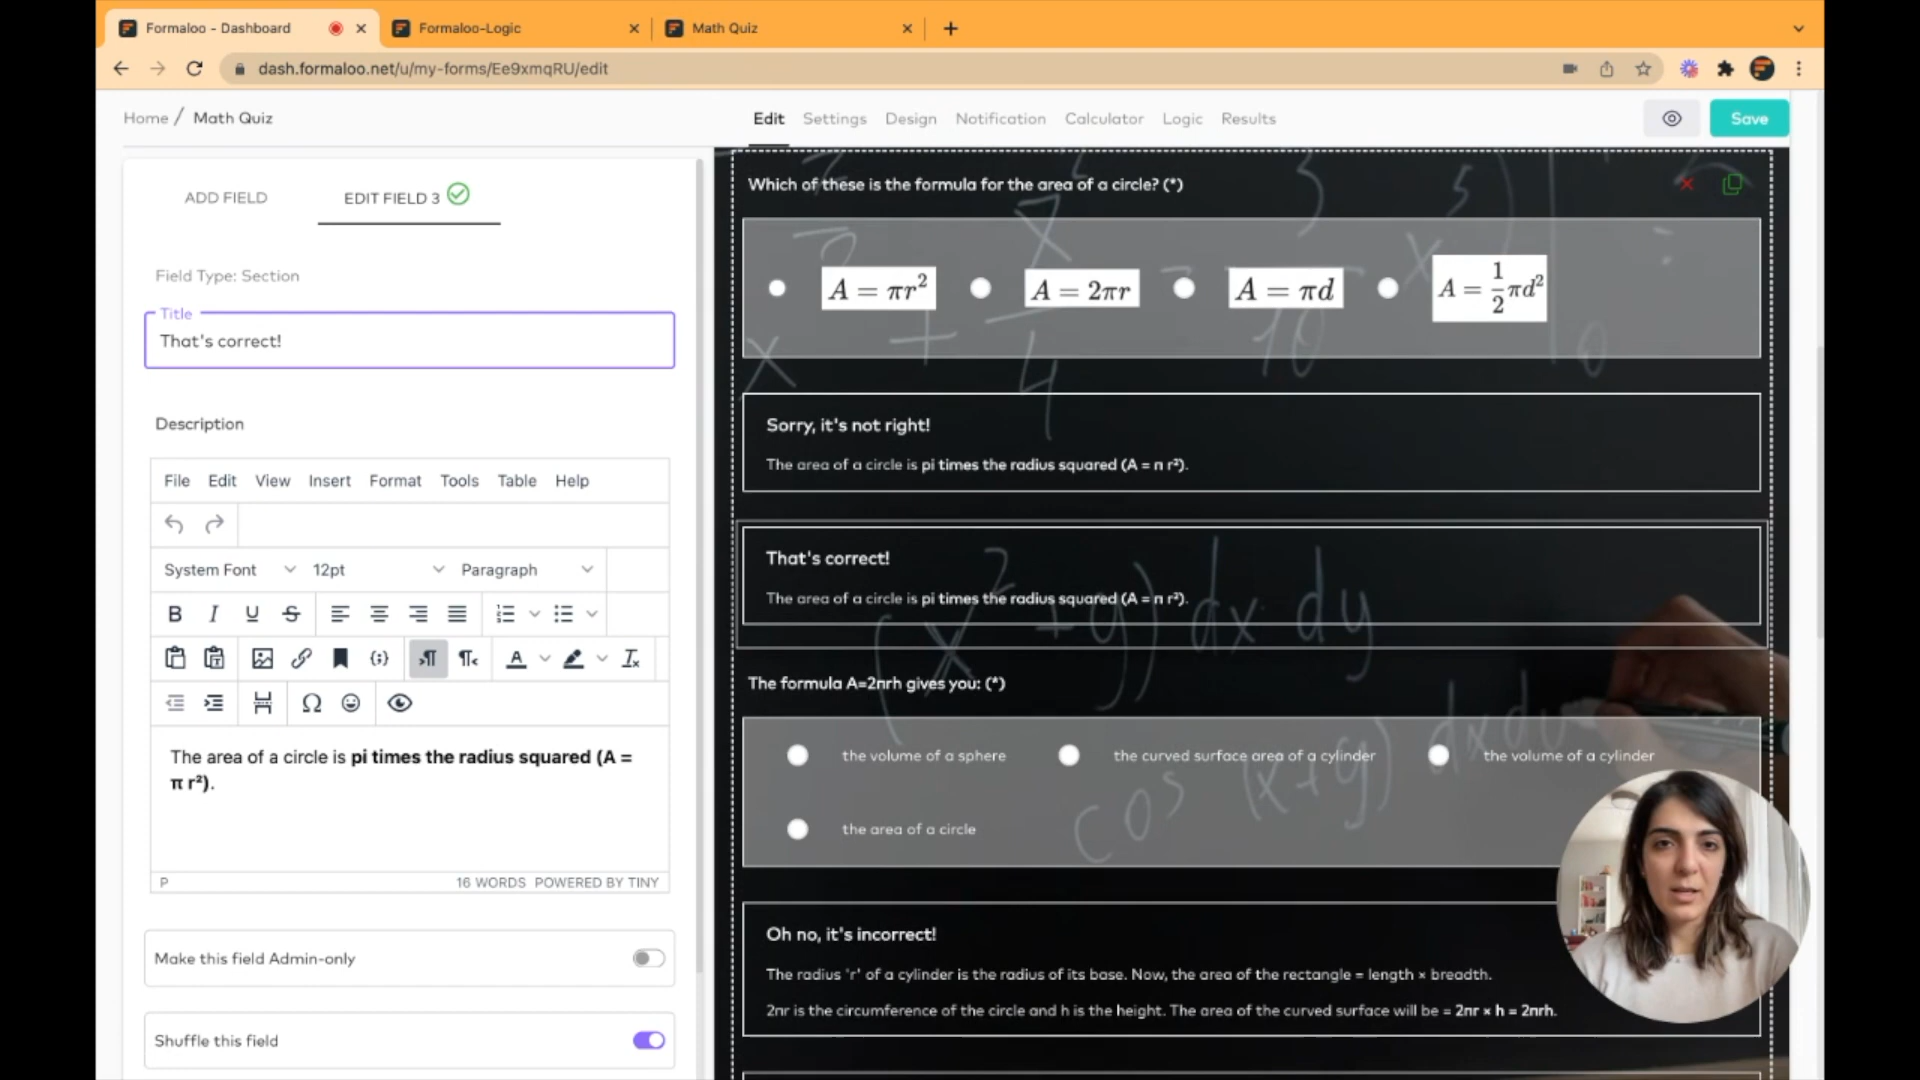 Formaloo - Dashboard
Formaloo-Logic
Math Quiz
dash.formaloo.net/u/my-forms/Ee9xmqRU/edit
Home / Math Quiz
Edit Settings Design Notification Calculator Logic Results
Save
ADD FIELD
EDIT FIELD 3
Field Type: Section
Title
That's correct!
Description
File Edit View Insert Format Tools Table Help
System Font 12pt Paragraph
The area of a circle is pi times the radius squared (A =
π r²).
P
16 WORDS POWERED BY TINY
Make this field Admin-only
Shuffle this field
Which of these is the formula for the area of a circle? (*)
A = πr²
A = 2πr
A = πd
A = 1/2 πd²
Sorry, it's not right!
The area of a circle is pi times the radius squared (A = π r²).
That's correct!
The area of a circle is pi times the radius squared (A = π r²).
The formula A=2πrh gives you: (*)
the volume of a sphere
the curved surface area of a cylinder
the volume of a cylinder
the area of a circle
Oh no, it's incorrect!
The radius 'r' of a cylinder is the radius of its base. Now, the area of the rectangle = length × breadth.
2πr is the circumference of the circle and h is the height. The area of the curved surface will be = 2πr × h = 2πrh.